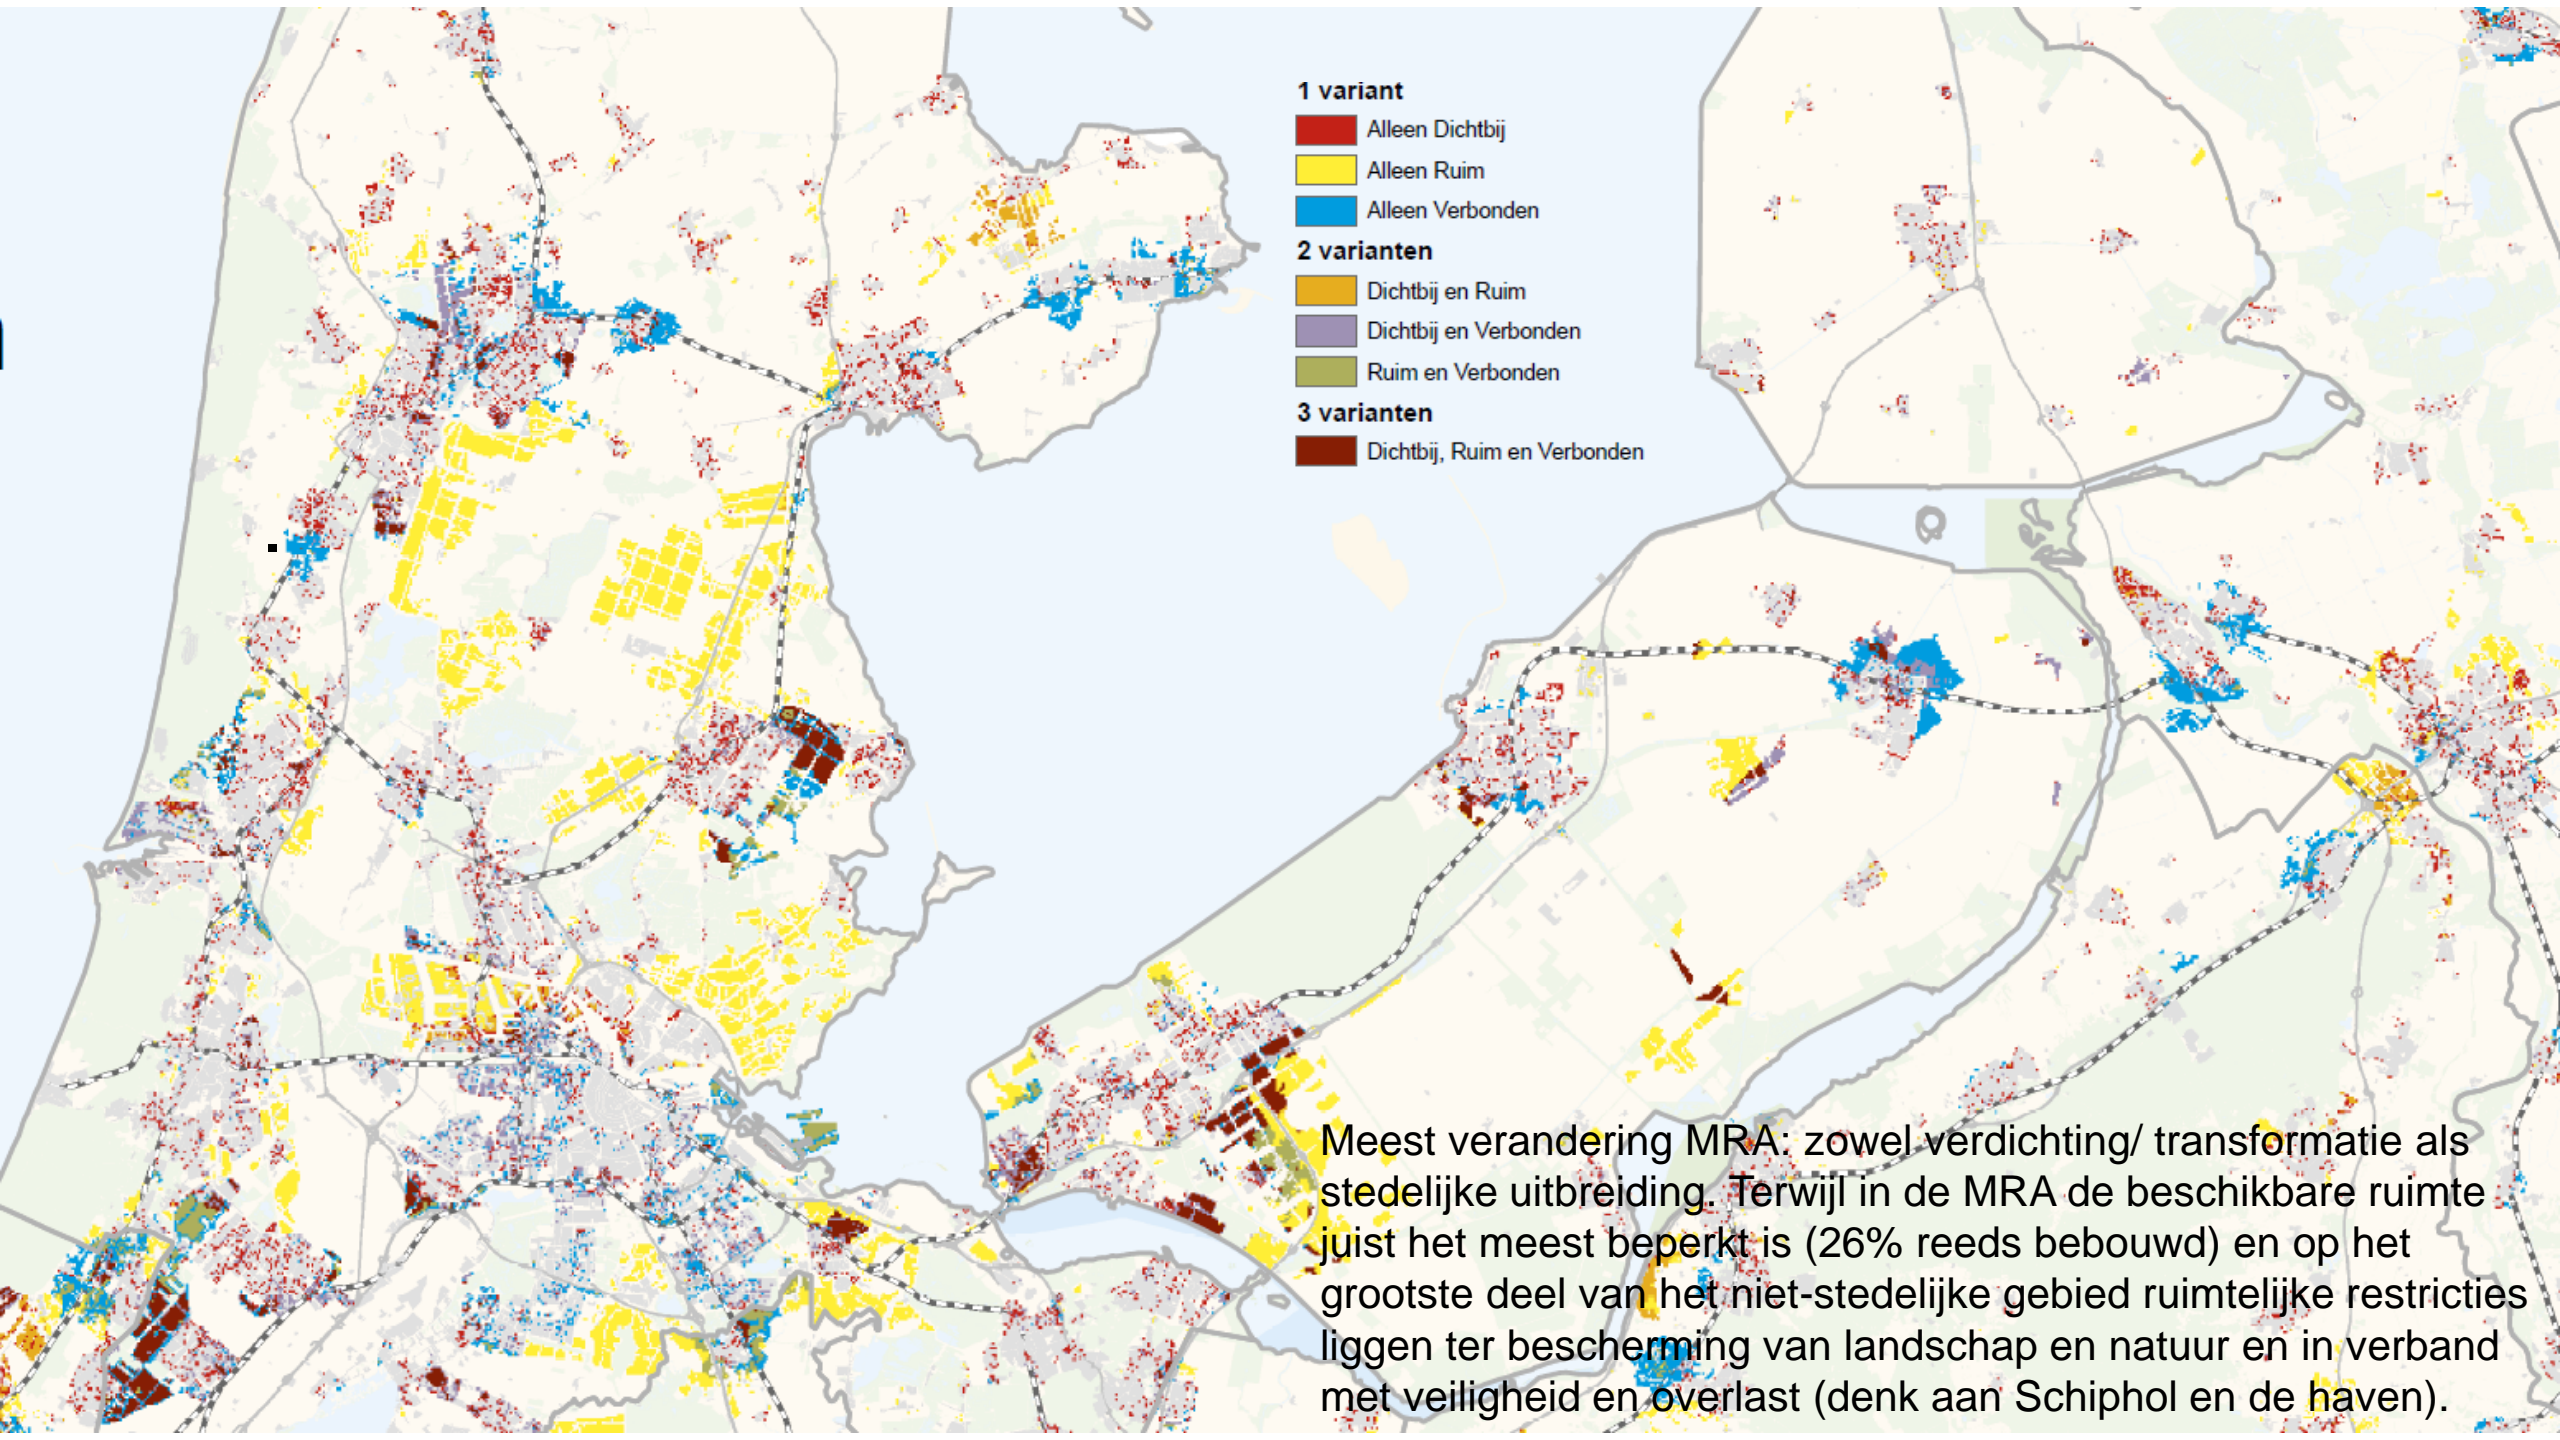 1 variant
Alleen Dichtbij
Alleen Ruim
Alleen Verbonden
2 varianten
Dichtbij en Ruim
Dichtbij en Verbonden
Ruim en Verbonden
3 varianten
Dichtbij, Ruim en Verbonden
Meest verandering MRA: zowel verdichting/ transformatie als
stedelijke uitbreiding. Terwijl in de MRA de beschikbare ruimte
juist het meest beperkt is (26% reeds bebouwd) en op het
grootste deel van het niet-stedelijke gebied ruimtelijke restricties
liggen ter bescherming van landschap en natuur en in verband
met veiligheid en overlast (denk aan Schiphol en de haven).